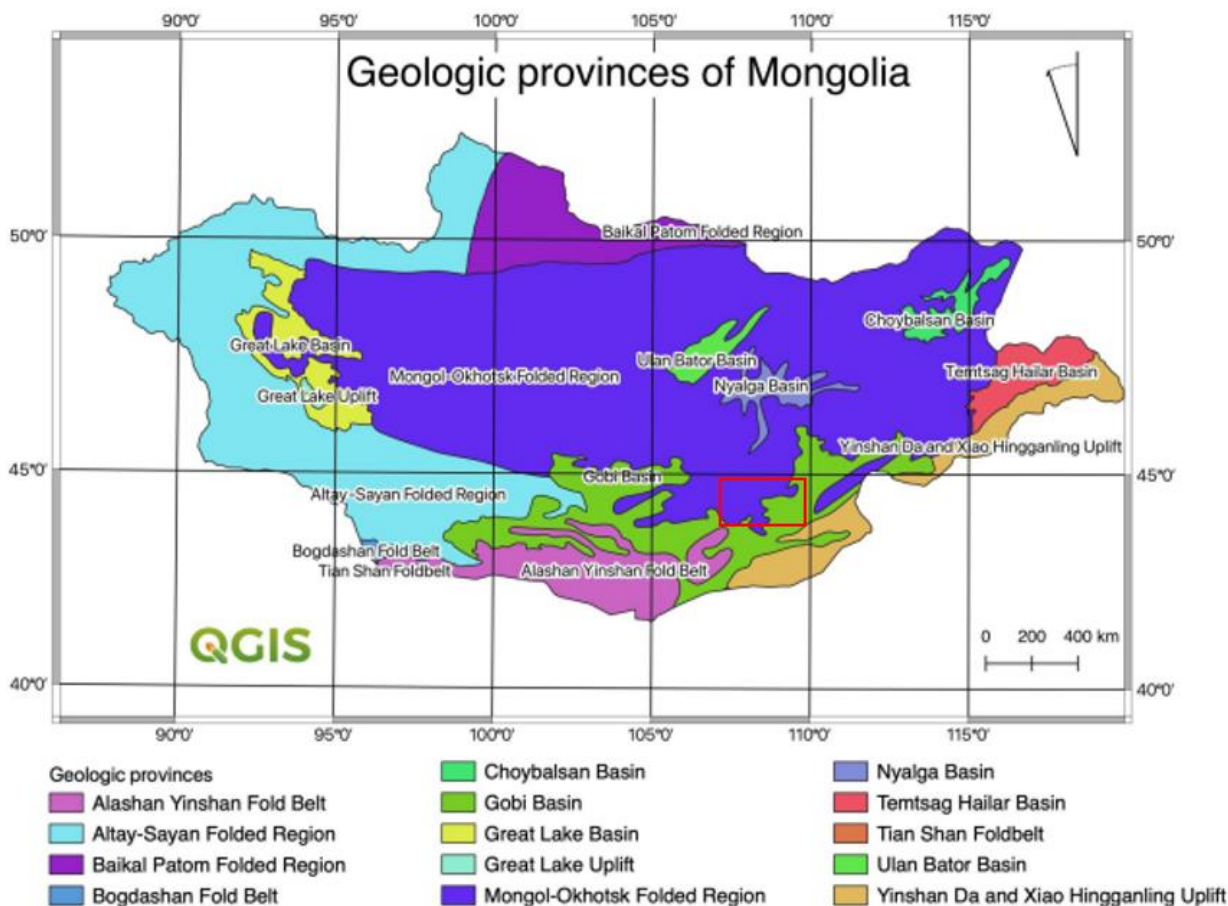 90°0' 95°0' 100°0' 105°0' 110°0' 115°0'
Geologic provinces of Mongolia
50°0' Baikal Patom Folded Region 50°0'
Choybalsan Basin
Great Lake Basin
Ulan Bator Basin
Mongol-Okhotsk Folded Region
Temtsag Hailar Basin
Nyalga Basin
Great Lake Uplift
Yinshan Da and Xiao Hingganling Uplift
45°0' Gobi Basin 45°0'
Altay-Sayan Folded Region
Bogdashan Fold Belt
Tian Shan Foldbelt
Alashan Yinshan Fold Belt
QGIS
0 200 400 km
40°0' 40°0'
90°0' 95°0' 100°0' 105°0' 110°0' 115°0'
Geologic provinces
Alashan Yinshan Fold Belt
Altay-Sayan Folded Region
Baikal Patom Folded Region
Bogdashan Fold Belt
Choybalsan Basin
Gobi Basin
Great Lake Basin
Great Lake Uplift
Mongol-Okhotsk Folded Region
Nyalga Basin
Temtsag Hailar Basin
Tian Shan Foldbelt
Ulan Bator Basin
Yinshan Da and Xiao Hingganling Uplift